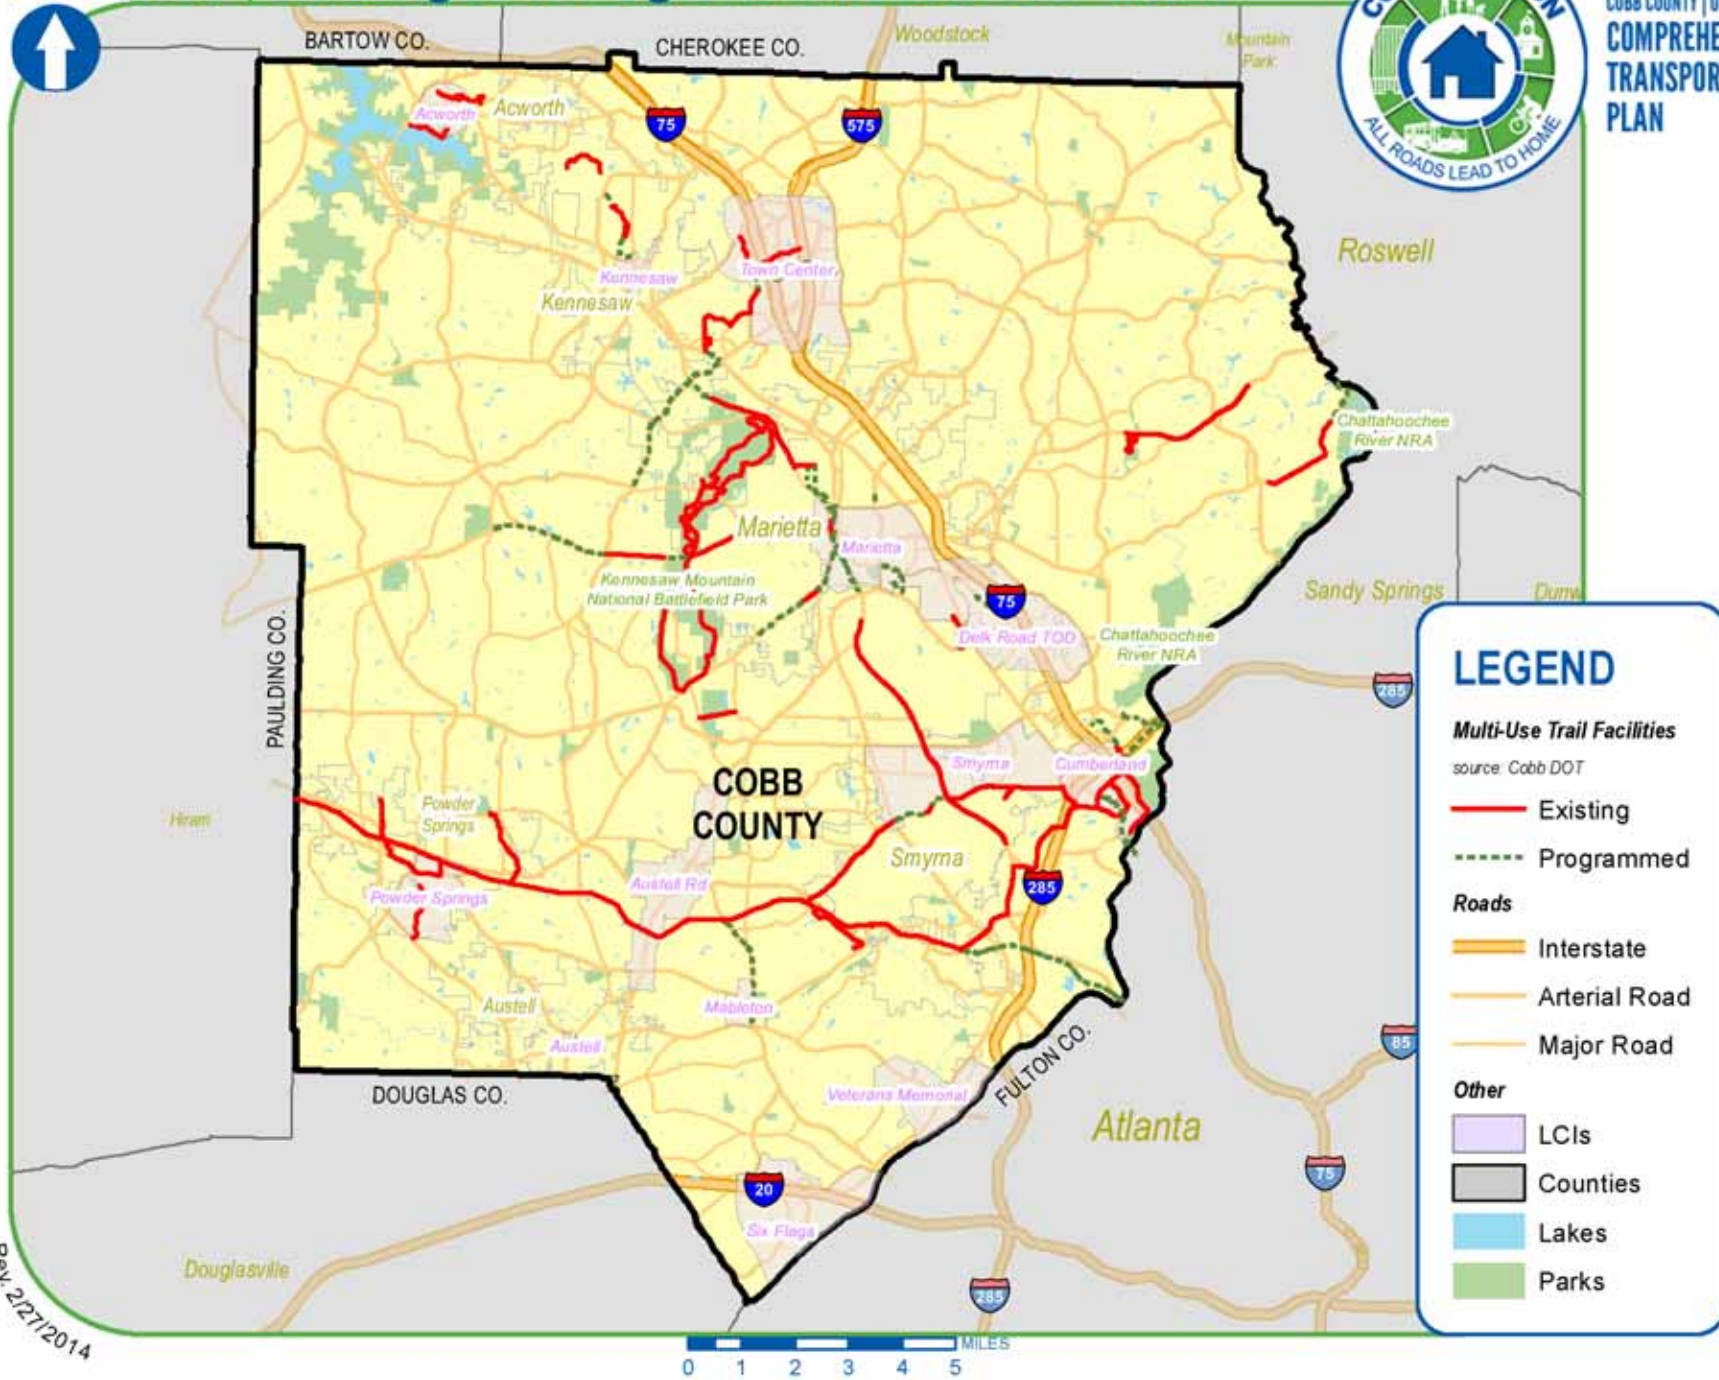 BARTOW CO.
CHEROKEE CO.
Woodstock
Mountain
Park
COBB COUNTY
COMPREHE
TRANSPOR
PLAN
ALL ROADS LEAD TO HOME
Acworth
Acworth
75
575
Roswell
Kennesaw
Town Center
Kennesaw
Chattahoochee
River NRA
Marietta
Marietta
Kennesaw Mountain
National Battlefield Park
75
Sandy Springs
Dunw
Delk Road TOD
Chattahoochee
River NRA
PAULDING CO.
285
Smyrna
Cumberland
COBB
COUNTY
Hiram
Powder
Springs
Smyrna
Austell Rd
285
Powder Springs
Austell
Mableton
Austell
85
DOUGLAS CO.
Veterans Memorial
FULTON CO.
Atlanta
75
20
Six Flags
Douglasville
285
LEGEND
Multi-Use Trail Facilities
source: Cobb DOT
Existing
Programmed
Roads
Interstate
Arterial Road
Major Road
Other
LCIs
Counties
Lakes
Parks
Rev. 2/27/2014
MILES
0 1 2 3 4 5